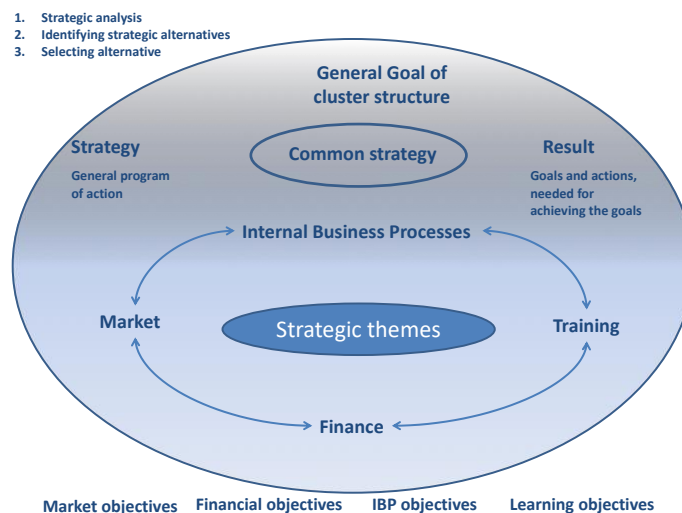 1. Strategic analysis
2. Identifying strategic alternatives
3. Selecting alternative
General Goal of
cluster structure
Strategy
Common strategy
Result
General program
of action
Goals and actions,
needed for
achieving the goals
Internal Business Processes
Market
Strategic themes
Training
Finance
Market objectives
Financial objectives
IBP objectives
Learning objectives